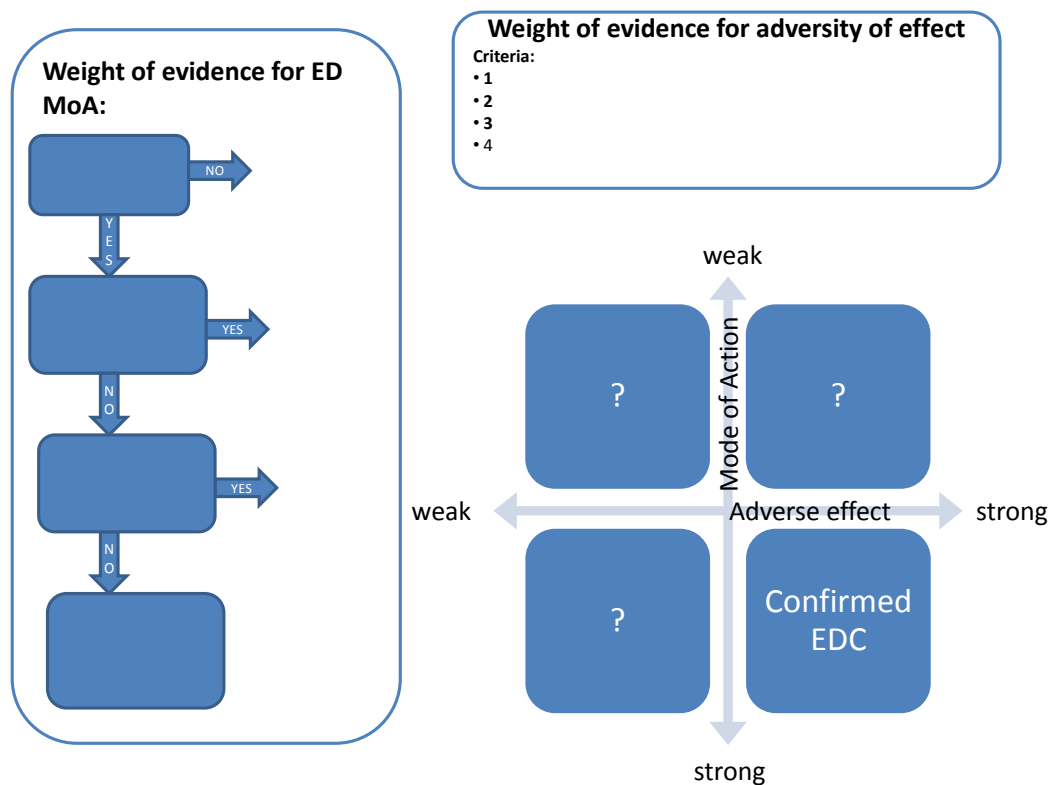 Weight of evidence for ED
MoA:
NO
YES
YES
NO
YES
NO
Weight of evidence for adversity of effect
Criteria:
• 1
• 2
• 3
• 4
weak
?
?
Mode of Action
weak
Adverse effect
strong
?
Confirmed
EDC
strong